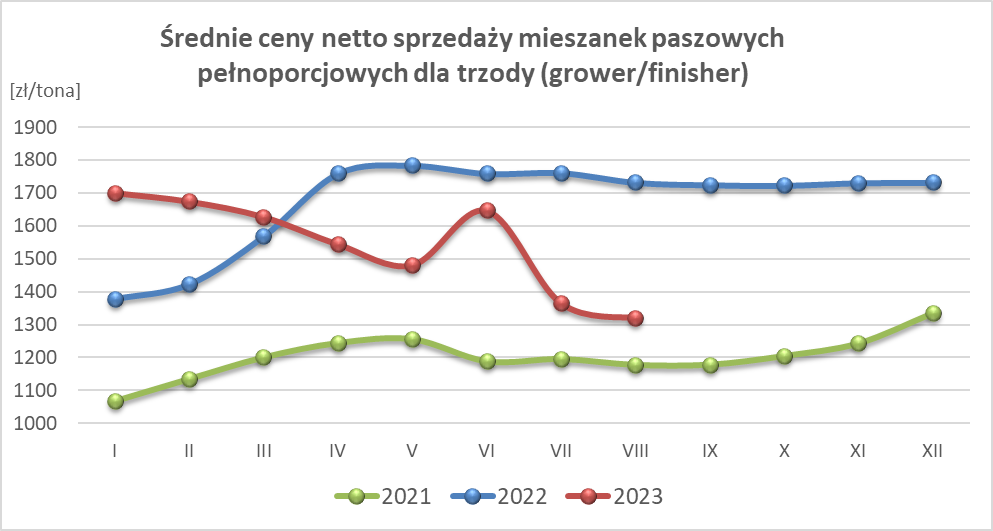 Średnie ceny netto sprzedaży mieszanek paszowych
pełnoporcjowych dla trzody (grower/finisher)
[zł/tona]
1900
1800
1700
1600
1500
1400
1300
1200
1100
1000
I II III IV V VI VII VIII IX X XI XII
2021 2022 2023